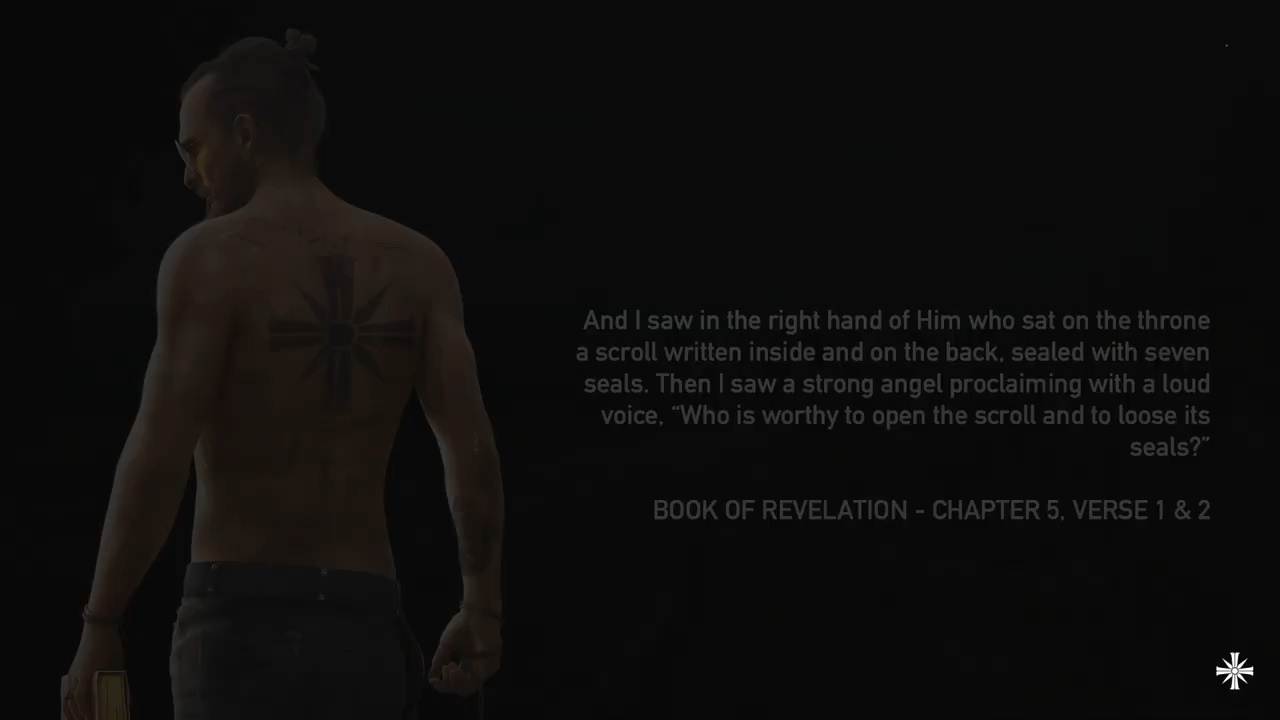 And I saw in the right hand of Him who sat on the throne
a scroll written inside and on the back, sealed with seven
seals. Then I saw a strong angel proclaiming with a loud
voice, “Who is worthy to open the scroll and to loose its
seals?”
BOOK OF REVELATION - CHAPTER 5, VERSE 1 & 2